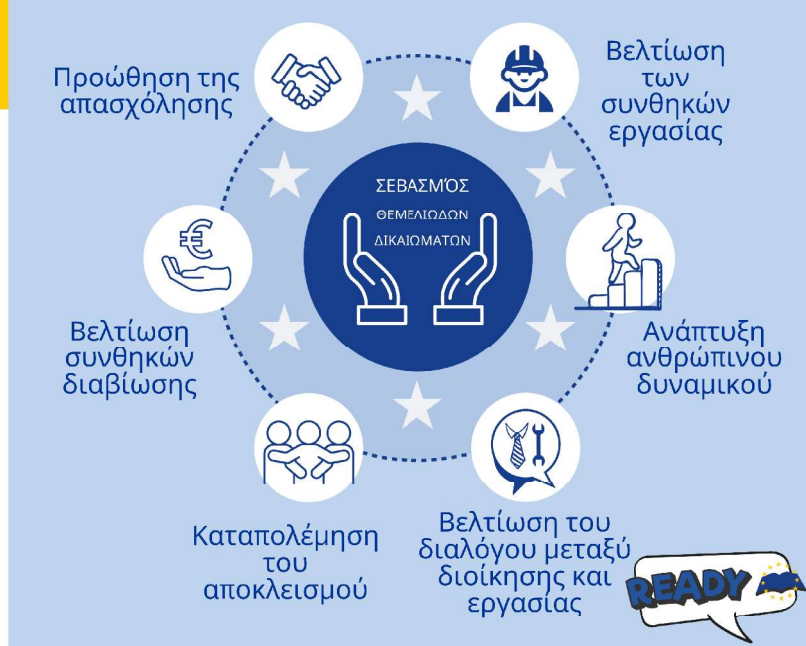 Προώθηση της
απασχόλησης
Βελτίωση
των
συνθηκών
εργασίας
ΣΕΒΑΣΜΌΣ
ΘΕΜΕΛΙΩΔΩΝ
ΔΙΚΑΙΩΜΑΤΩΝ
Βελτίωση
συνθηκών
διαβίωσης
Ανάπτυξη
ανθρώπινου
δυναμικού
Καταπολέμηση
του
αποκλεισμού
Βελτίωση του
διαλόγου μεταξύ
διοίκησης και
εργασίας
READY